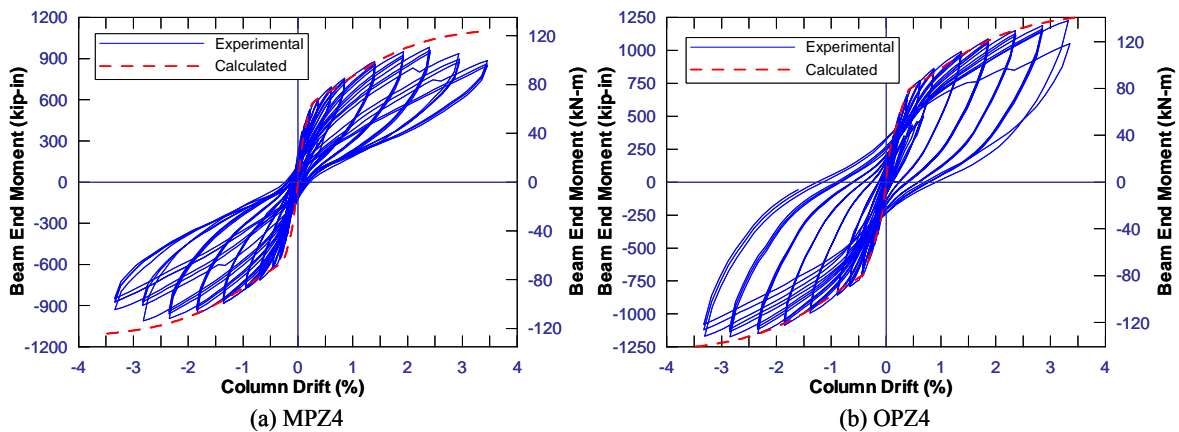 1200
900
600
300
0
-300
-600
-900
-1200
Beam End Moment (kip-in)
Experimental
Calculated
120
80
40
0
-40
-80
-120
Beam End Moment (kN-m)
-4 -3 -2 -1 0 1 2 3 4
Column Drift (%)
(a) MPZ4
1250
1000
750
500
250
0
-250
-500
-750
-1000
-1250
Beam End Moment (kip-in)
Experimental
Calculated
120
80
40
0
-40
-80
-120
Beam End Moment (kN-m)
-4 -3 -2 -1 0 1 2 3 4
Column Drift (%)
(b) OPZ4